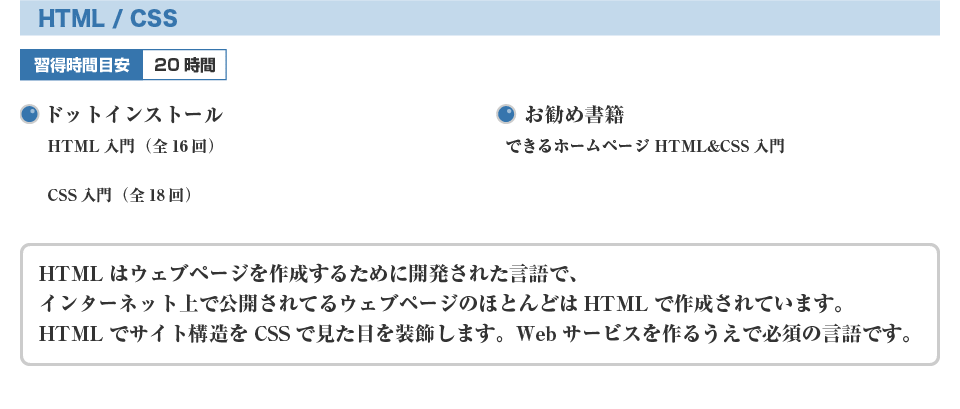 HTML / CSS
習得時間目安 20 時間
ドットインストール
HTML 入門（全 16 回）
CSS 入門（全 18 回）
お勧め書籍
できるホームページ HTML&CSS 入門
HTML はウェブページを作成するために開発された言語で、
インターネット上で公開されてるウェブページのほとんどは HTML で作成されています。
HTML でサイト構造を CSS で見た目を装飾します。Web サービスを作るうえで必須の言語です。